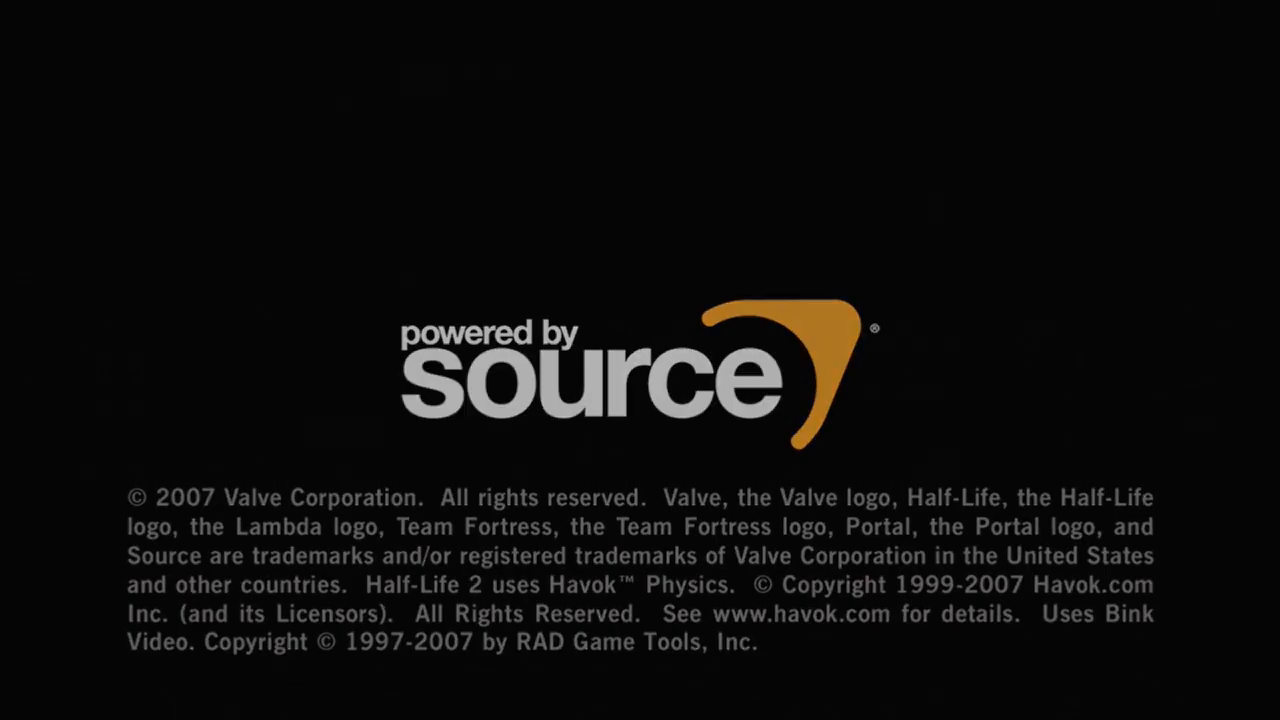 powered by
source ®
© 2007 Valve Corporation.  All rights reserved.  Valve, the Valve logo, Half-Life, the Half-Life
logo, the Lambda logo, Team Fortress, the Team Fortress logo, Portal, the Portal logo, and
Source are trademarks and/or registered trademarks of Valve Corporation in the United States
and other countries.  Half-Life 2 uses Havok™ Physics.  © Copyright 1999-2007 Havok.com
Inc. (and its Licensors).  All Rights Reserved.  See www.havok.com for details.  Uses Bink
Video. Copyright © 1997-2007 by RAD Game Tools, Inc.